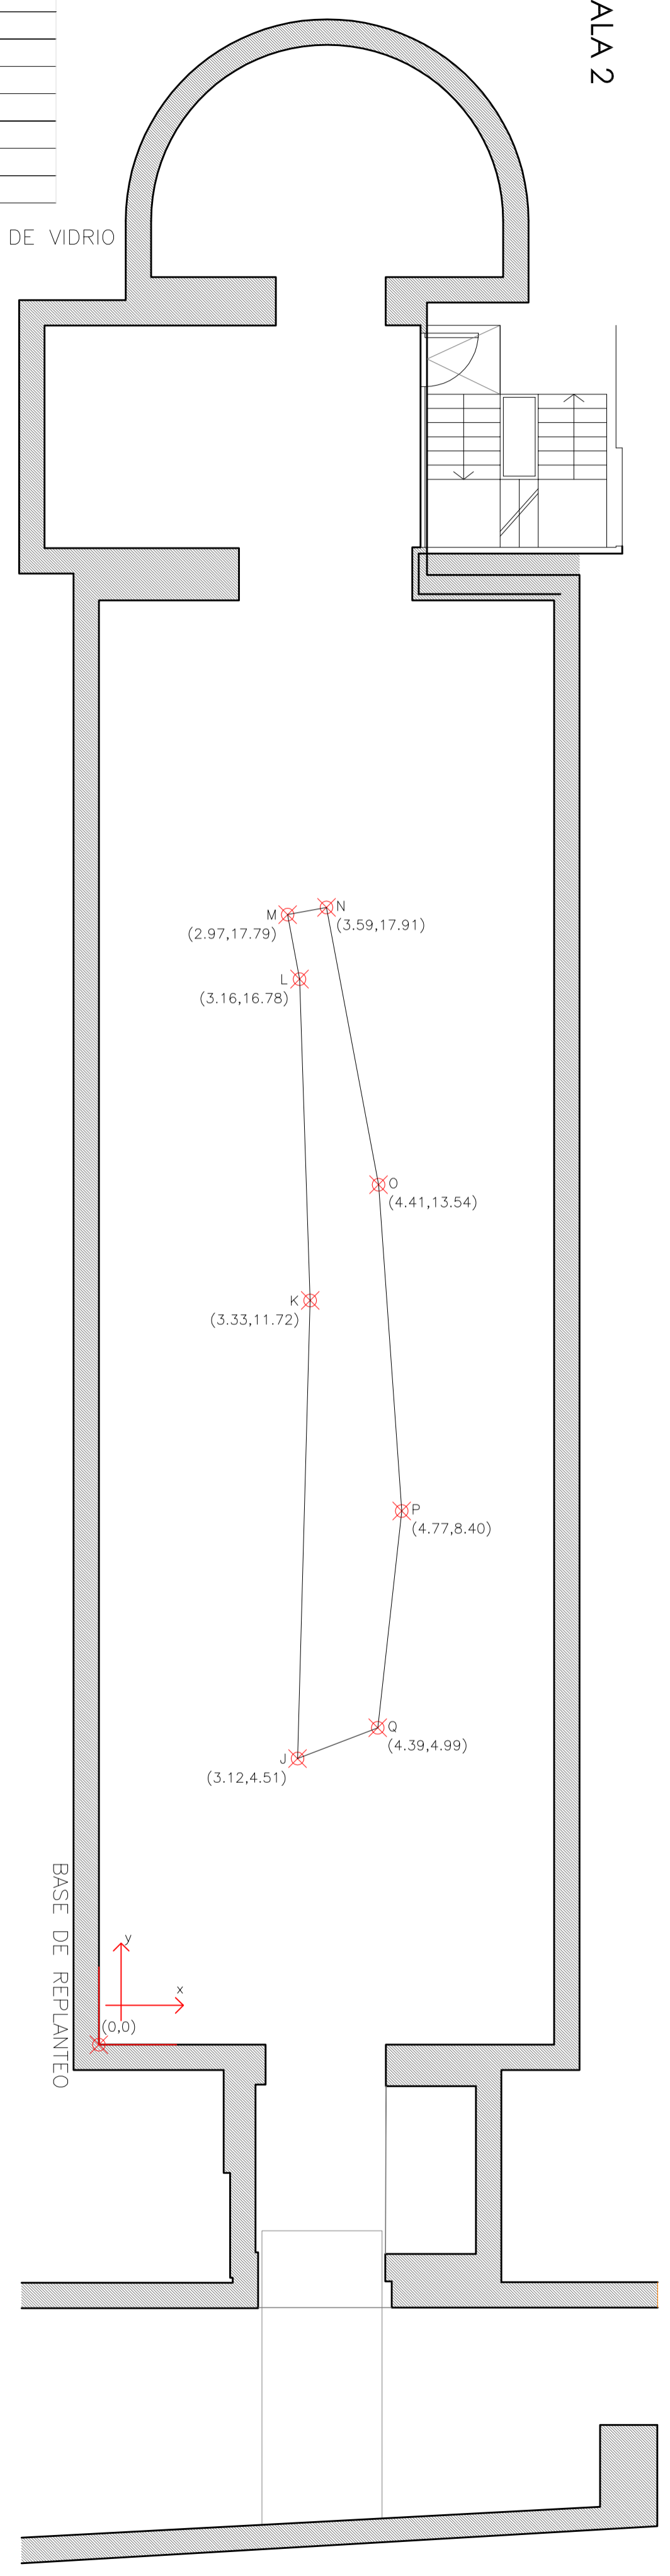 ALA 2
DE VIDRIO
N
(3.59,17.91)
M
(2.97,17.79)
L
(3.16,16.78)
O
(4.41,13.54)
K
(3.33,11.72)
P
(4.77,8.40)
Q
(4.39,4.99)
J
(3.12,4.51)
BASE DE REPLANTEO
y
x
(0,0)